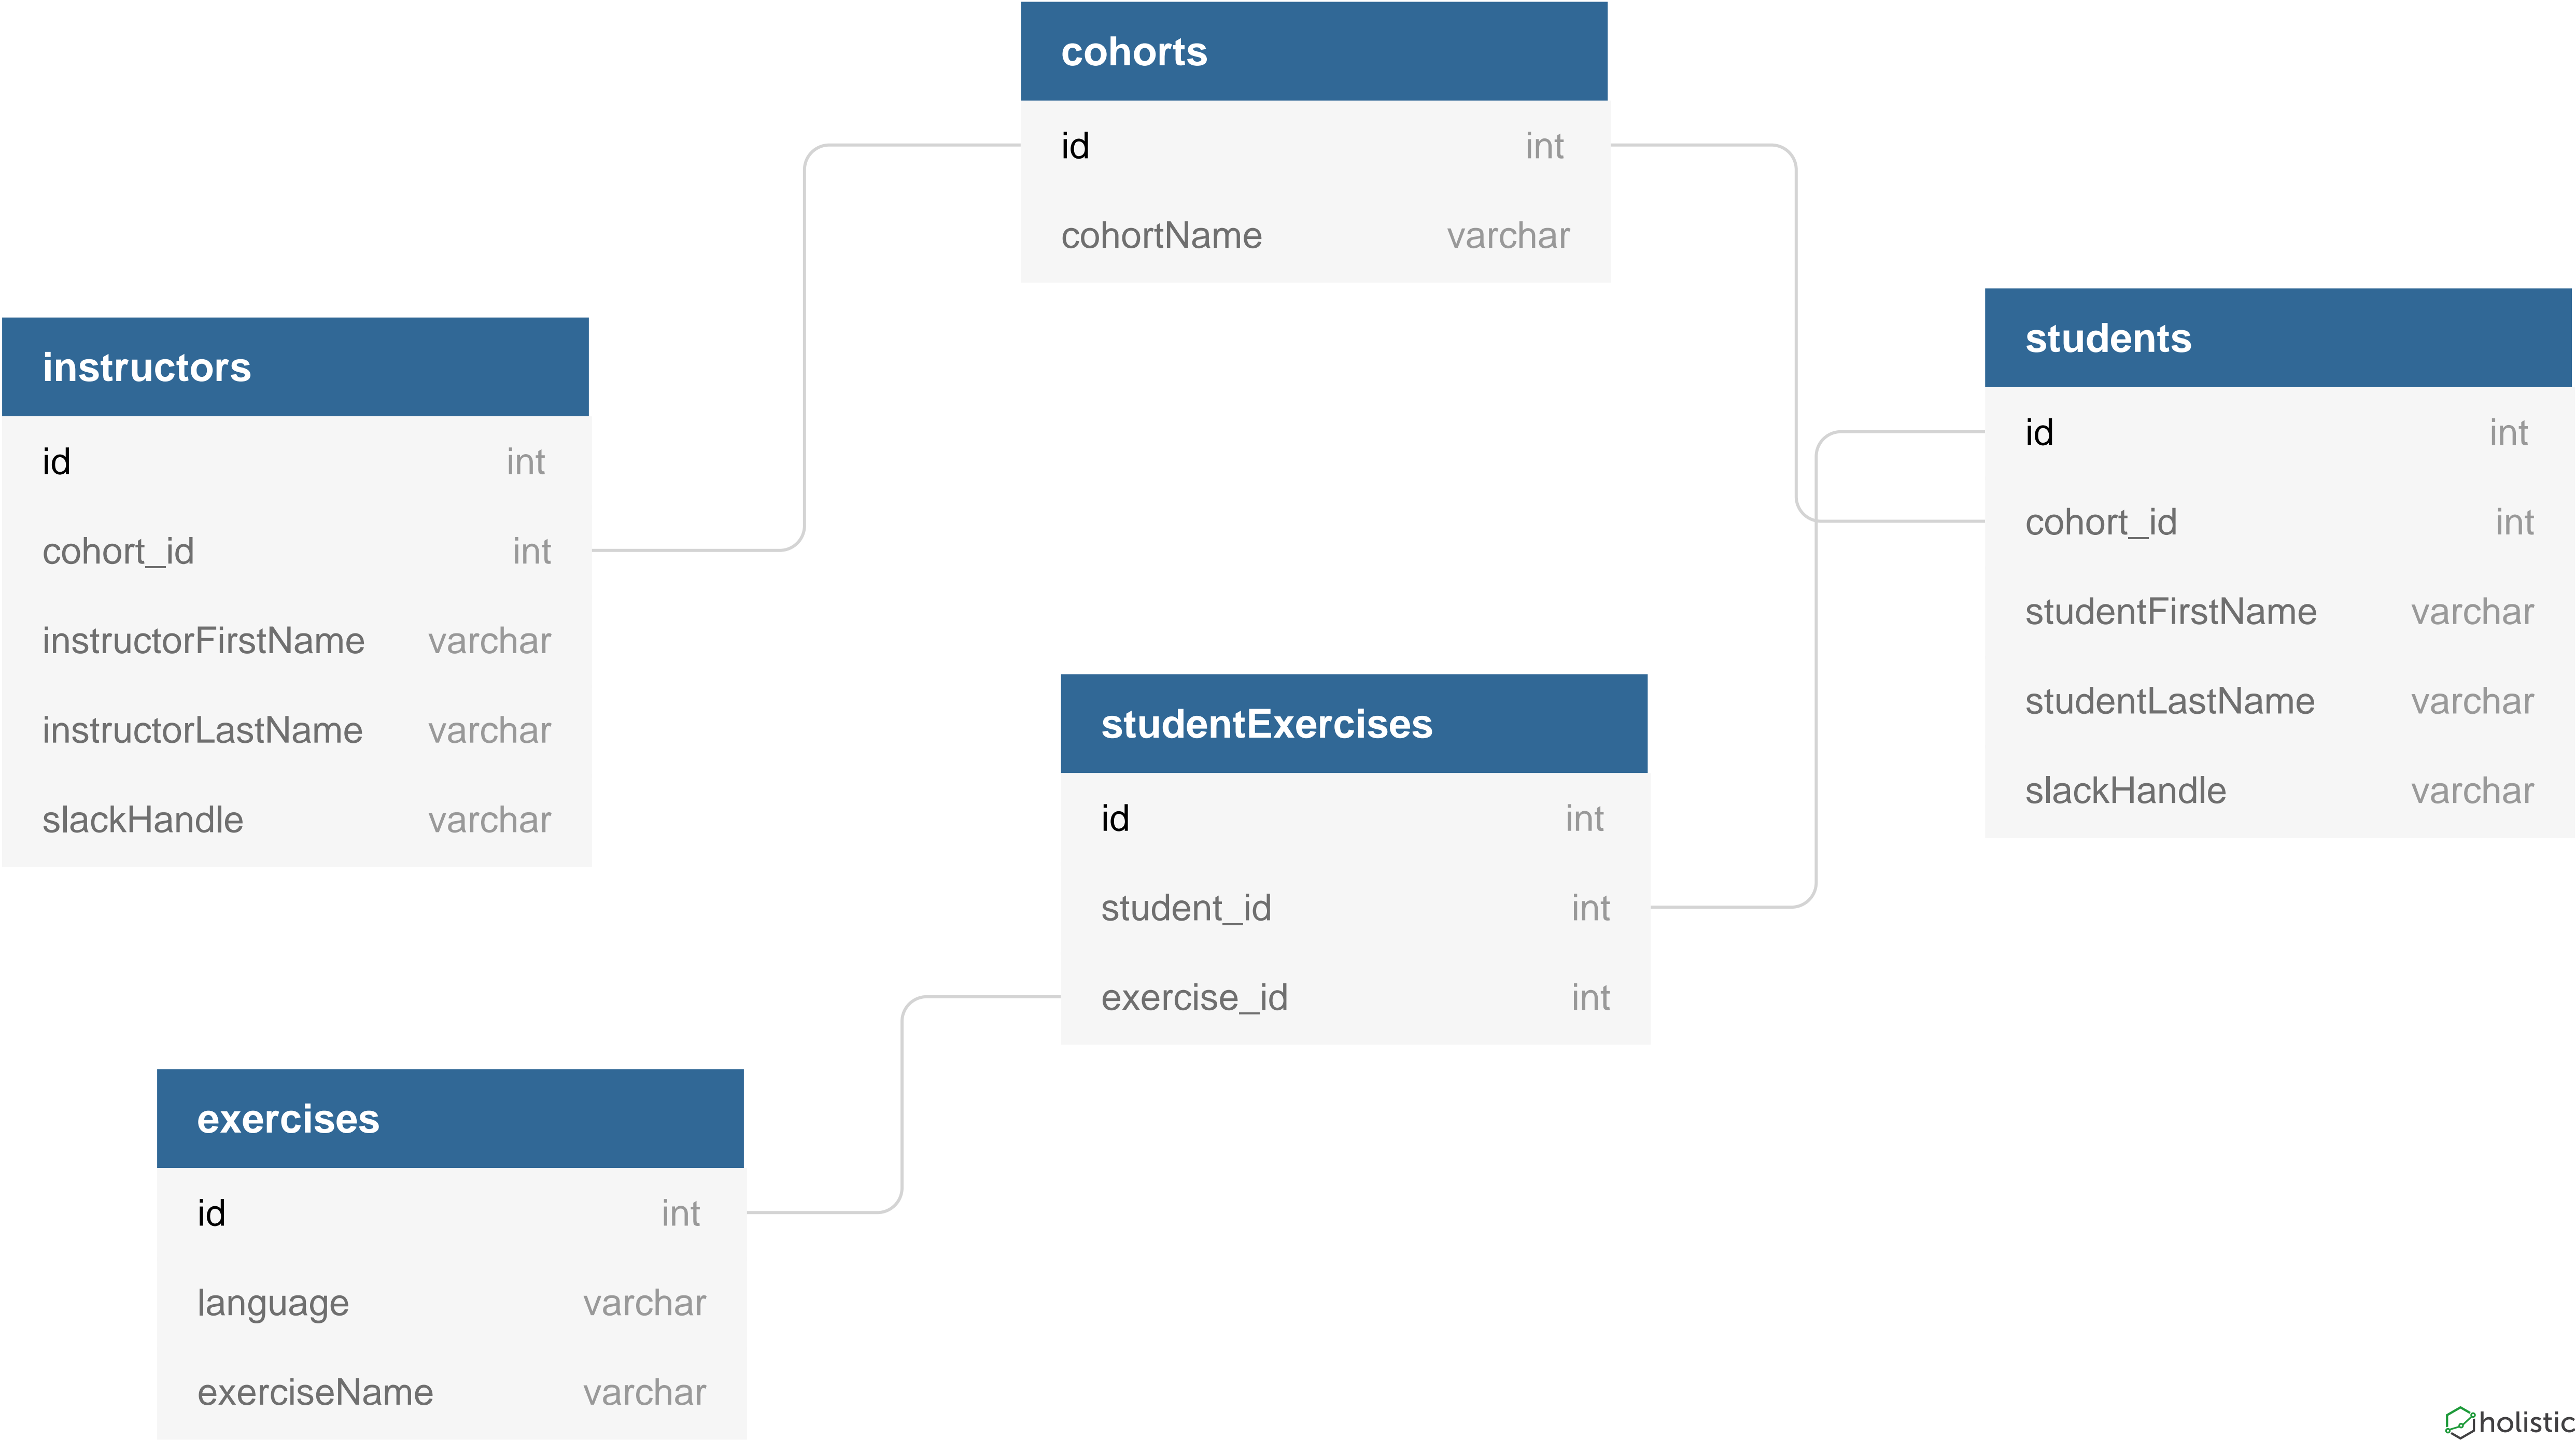 cohorts
id int
cohortName varchar
instructors
id int
cohort_id int
instructorFirstName varchar
instructorLastName varchar
slackHandle varchar
students
id int
cohort_id int
studentFirstName varchar
studentLastName varchar
slackHandle varchar
studentExercises
id int
student_id int
exercise_id int
exercises
id int
language varchar
exerciseName varchar
holistic